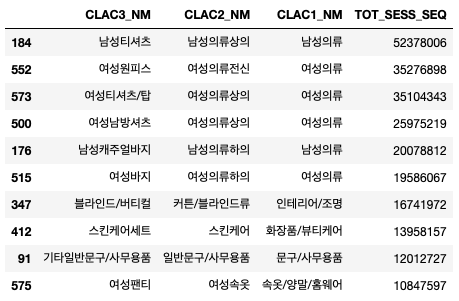 CLAC3_NM CLAC2_NM CLAC1_NM TOT_SESS_SEQ
184 남성티셔츠 남성의류상의 남성의류 52378006
552 여성원피스 여성의류전신 여성의류 35276898
573 여성티셔츠/탑 여성의류상의 여성의류 35104343
500 여성남방셔츠 여성의류상의 여성의류 25975219
176 남성캐주얼바지 남성의류하의 남성의류 20078812
515 여성바지 여성의류하의 여성의류 19586067
347 블라인드/버티컬 커튼/블라인드류 인테리어/조명 16741972
412 스킨케어세트 스킨케어 화장품/뷰티케어 13958157
91 기타일반문구/사무용품 일반문구/사무용품 문구/사무용품 12012727
575 여성팬티 여성속옷 속옷/양말/홈웨어 10847597